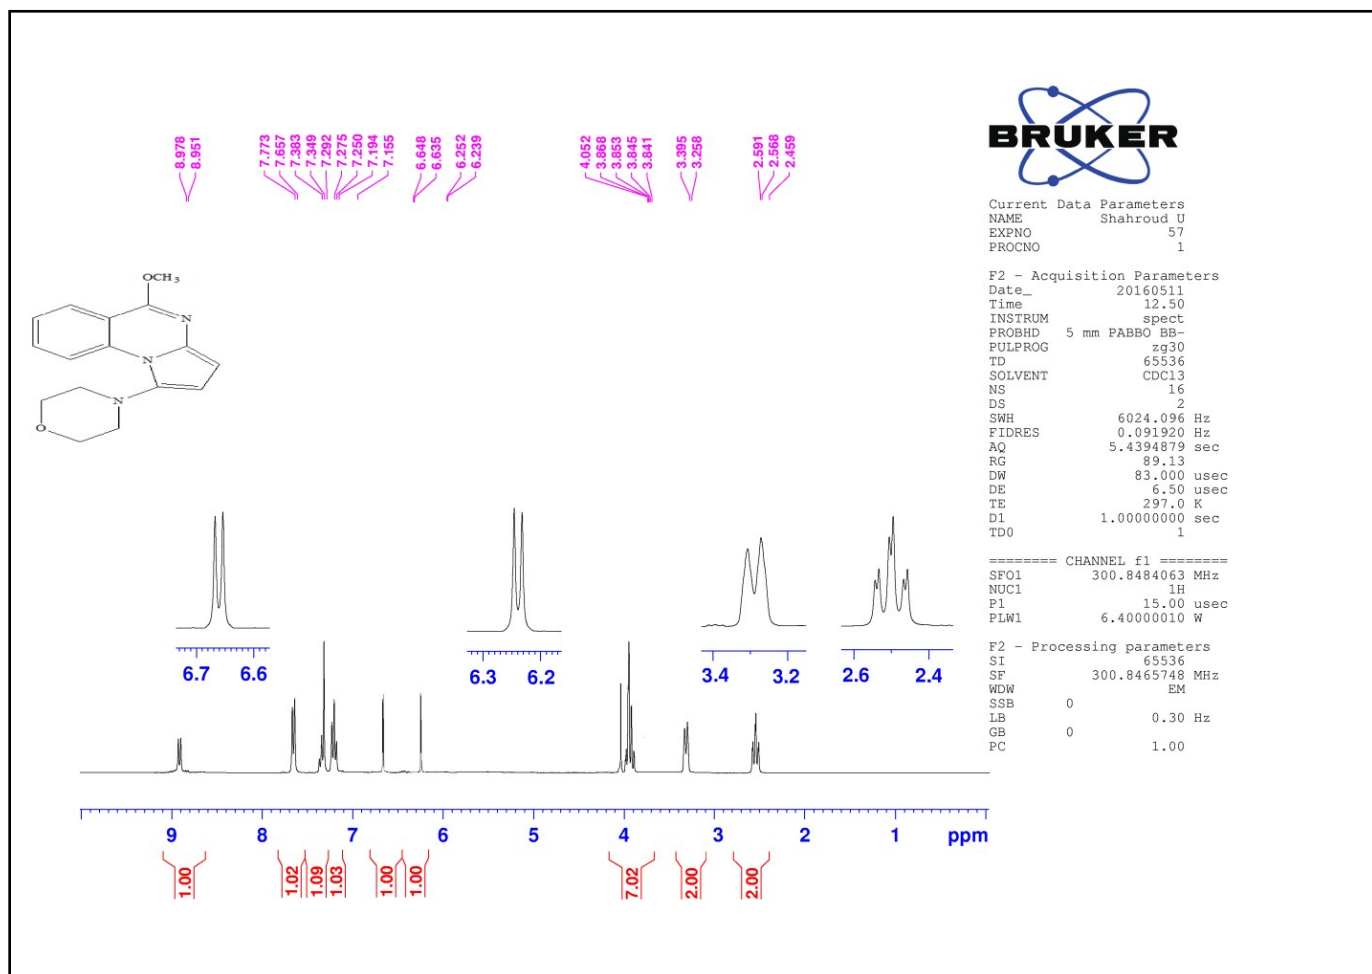 8.978
8.951
7.773
7.657
7.383
7.349
7.292
7.275
7.250
7.194
7.155
6.648
6.635
6.252
6.239
4.052
3.868
3.853
3.845
3.841
3.395
3.258
2.591
2.568
2.459
BRUKER
Current Data Parameters
NAME Shahroud U
EXPNO 57
PROCNO 1
F2 - Acquisition Parameters
Date_ 20160511
Time 12.50
INSTRUM spect
PROBHD 5 mm PABBO BB-
PULPROG zg30
TD 65536
SOLVENT CDCl3
NS 16
DS 2
SWH 6024.096 Hz
FIDRES 0.091920 Hz
AQ 5.4394879 sec
RG 89.13
DW 83.000 usec
DE 6.50 usec
TE 297.0 K
D1 1.00000000 sec
TD0 1
======== CHANNEL f1 ========
SFO1 300.8484063 MHz
NUC1 1H
P1 15.00 usec
PLW1 6.40000010 W
F2 - Processing parameters
SI 65536
SF 300.8465748 MHz
WDW EM
SSB 0
LB 0.30 Hz
GB 0
PC 1.00
OCH3
N
N
N
O
6.7 6.6
6.3 6.2
3.4 3.2
2.6 2.4
9 8 7 6 5 4 3 2 1 ppm
1.00
1.02
1.09
1.03
1.00
1.00
7.02
2.00
2.00